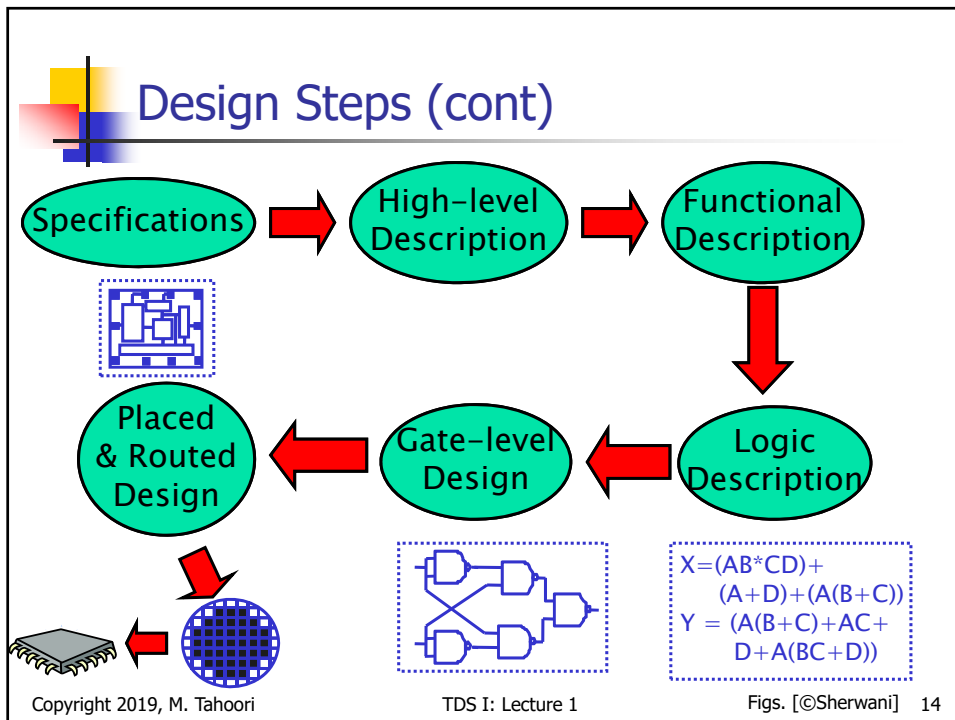 Design Steps (cont)
Specifications
High-level
Description
Functional
Description
Placed
& Routed
Design
Gate-level
Design
Logic
Description
X=(AB*CD)+
(A+D)+(A(B+C))
Y = (A(B+C)+AC+
D+A(BC+D))
Copyright 2019, M. Tahoori
TDS I: Lecture 1
Figs. [©Sherwani]
14